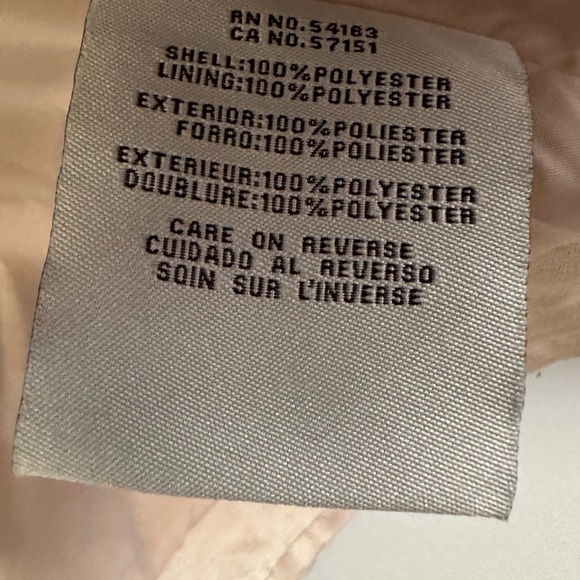 RN NO.54163
CA NO.57151
SHELL:100%POLYESTER
LINING:100%POLYESTER
EXTERIOR:100%POLIESTER
FORRO:100%POLIESTER
EXTERIEUR:100%POLYESTER
DOUBLURE:100%POLYESTER
CARE ON REVERSE
CUIDADO AL REVERSO
SOIN SUR L'INVERSE